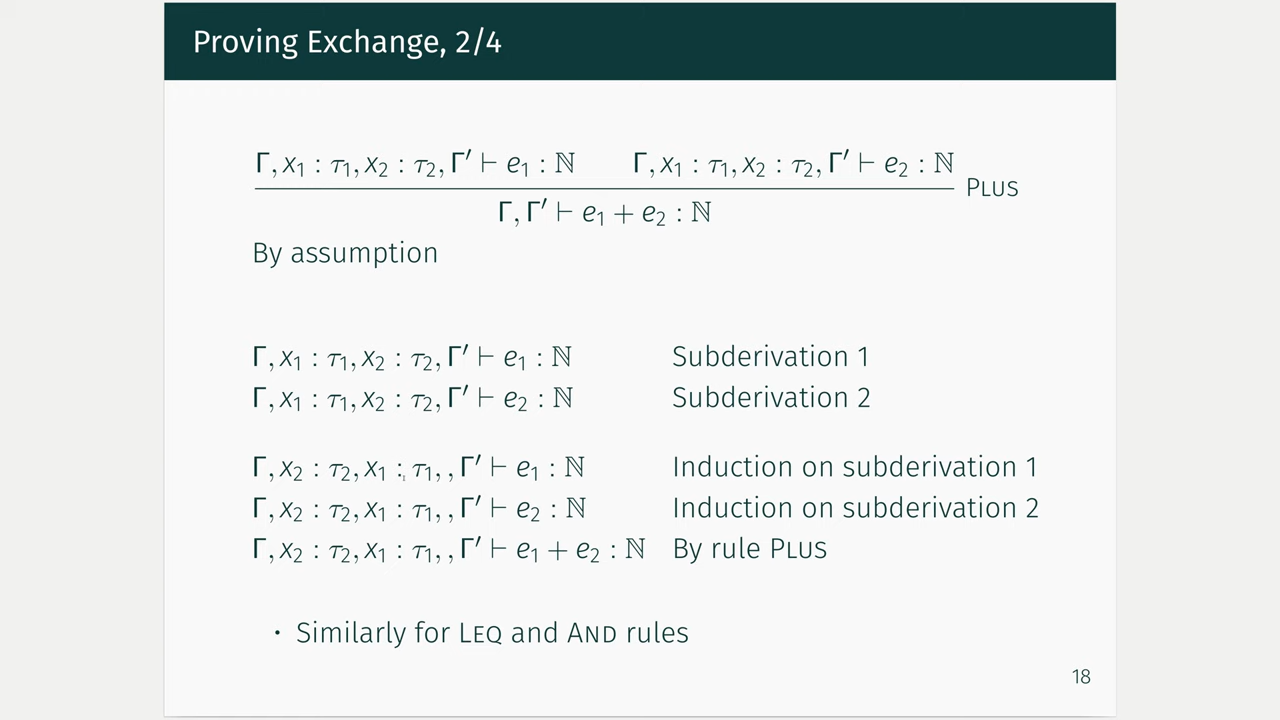 Proving Exchange, 2/4
Γ, x₁ : τ₁, x₂ : τ₂, Γ′ ⊢ e₁ : ℕ Γ, x₁ : τ₁, x₂ : τ₂, Γ′ ⊢ e₂ : ℕ
PLUS
Γ, Γ′ ⊢ e₁ + e₂ : ℕ
By assumption
Γ, x₁ : τ₁, x₂ : τ₂, Γ′ ⊢ e₁ : ℕ Subderivation 1
Γ, x₁ : τ₁, x₂ : τ₂, Γ′ ⊢ e₂ : ℕ Subderivation 2
Γ, x₂ : τ₂, x₁ : τ₁, , Γ′ ⊢ e₁ : ℕ Induction on subderivation 1
Γ, x₂ : τ₂, x₁ : τ₁, , Γ′ ⊢ e₂ : ℕ Induction on subderivation 2
Γ, x₂ : τ₂, x₁ : τ₁, , Γ′ ⊢ e₁ + e₂ : ℕ By rule PLUS
• Similarly for LEQ and AND rules
18